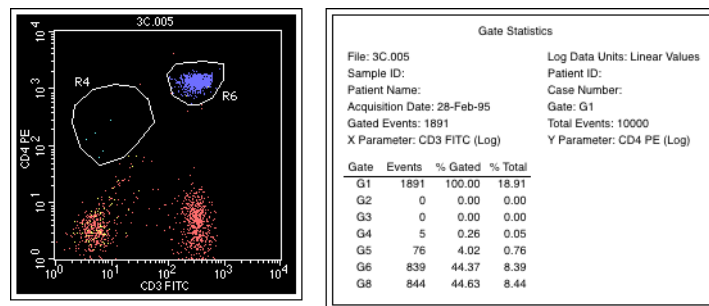 3C.005
10^4
10^3
10^2
10^1
10^0
CD4 PE
R4
R6
10^0 10^1 10^2 10^3 10^4
CD3 FITC
Gate Statistics
File: 3C.005 Log Data Units: Linear Values
Sample ID: Patient ID:
Patient Name: Case Number:
Acquisition Date: 28-Feb-95 Gate: G1
Gated Events: 1891 Total Events: 10000
X Parameter: CD3 FITC (Log) Y Parameter: CD4 PE (Log)
Gate Events % Gated % Total
G1 1891 100.00 18.91
G2 0 0.00 0.00
G3 0 0.00 0.00
G4 5 0.26 0.05
G5 76 4.02 0.76
G6 839 44.37 8.39
G8 844 44.63 8.44